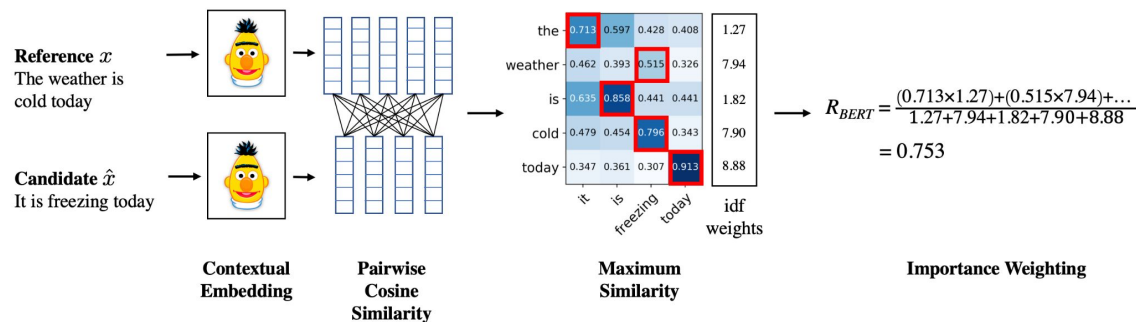 Reference x
The weather is
cold today
Candidate x̂
It is freezing today
Contextual
Embedding
Pairwise
Cosine
Similarity
the 0.713 0.597 0.428 0.408 1.27
weather 0.462 0.393 0.515 0.326 7.94
is 0.635 0.858 0.441 0.441 1.82
cold 0.479 0.454 0.796 0.343 7.90
today 0.347 0.361 0.307 0.913 8.88
it is freezing today
idf
weights
Maximum
Similarity
R_BERT = (0.713×1.27)+(0.515×7.94)+…
1.27+7.94+1.82+7.90+8.88
= 0.753
Importance Weighting